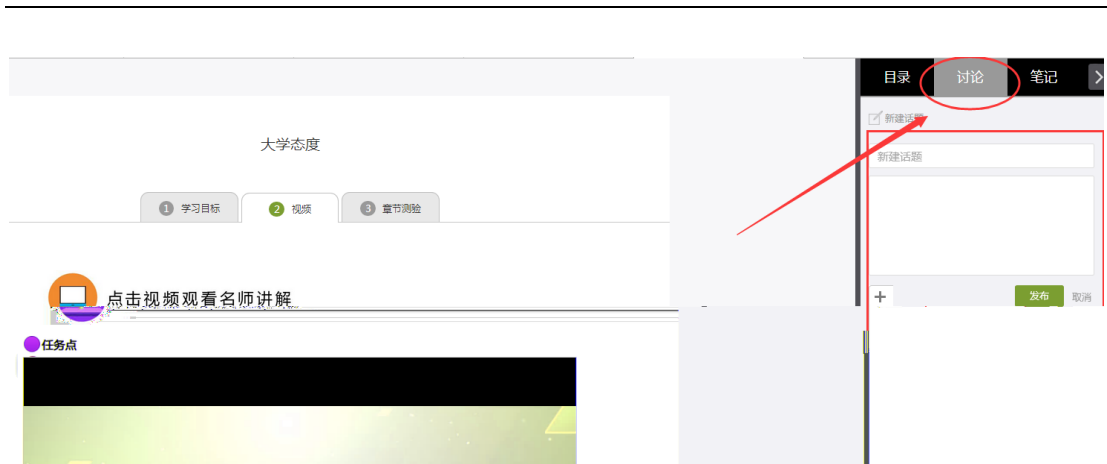 目录 讨论 笔记
新建话题
大学态度
新建话题
1 学习目标 2 视频 3 章节测验
点击视频观看名师讲解
发布 取消
任务点